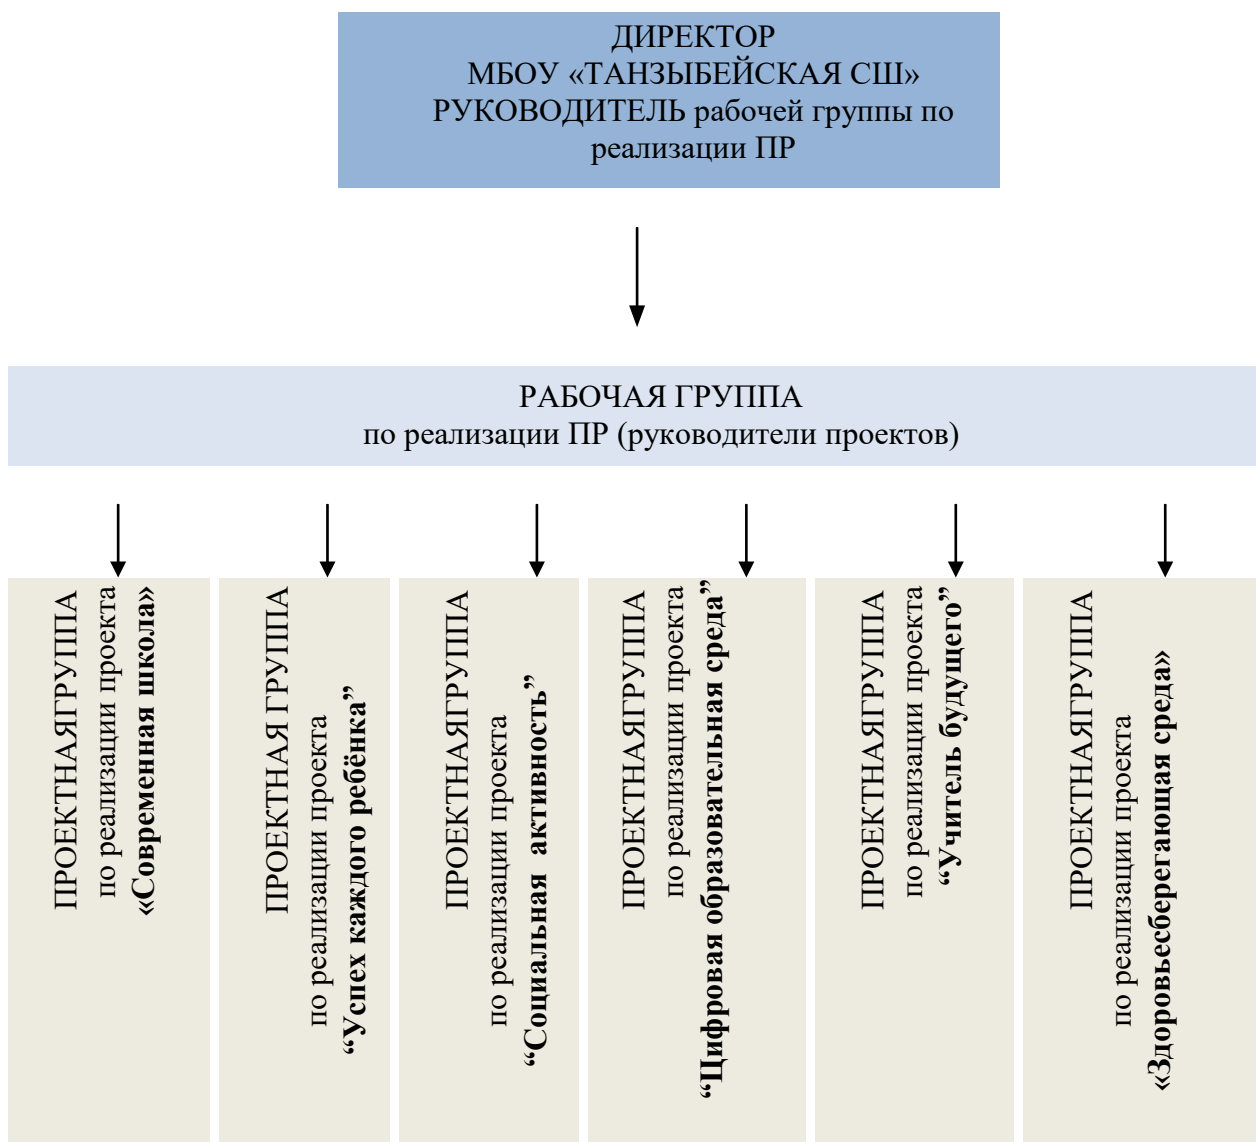 ДИРЕКТОР
МБОУ «ТАНЗЫБЕЙСКАЯ СШ»
РУКОВОДИТЕЛЬ рабочей группы по
реализации ПР
РАБОЧАЯ ГРУППА
по реализации ПР (руководители проектов)
ПРОЕКТНАЯГРУППА
по реализации проекта
«Современная школа»
ПРОЕКТНАЯ ГРУППА
по реализации проекта
“Успех каждого ребёнка”
ПРОЕКТНАЯГРУППА
по реализации проекта
“Социальная активность”
ПРОЕКТНАЯГРУППА
по реализации проекта
“Цифровая образовательная среда”
ПРОЕКТНАЯГРУППА
по реализации проекта
“Учитель будущего”
ПРОЕКТНАЯГРУППА
по реализации проекта
«Здоровьесберегающая среда»